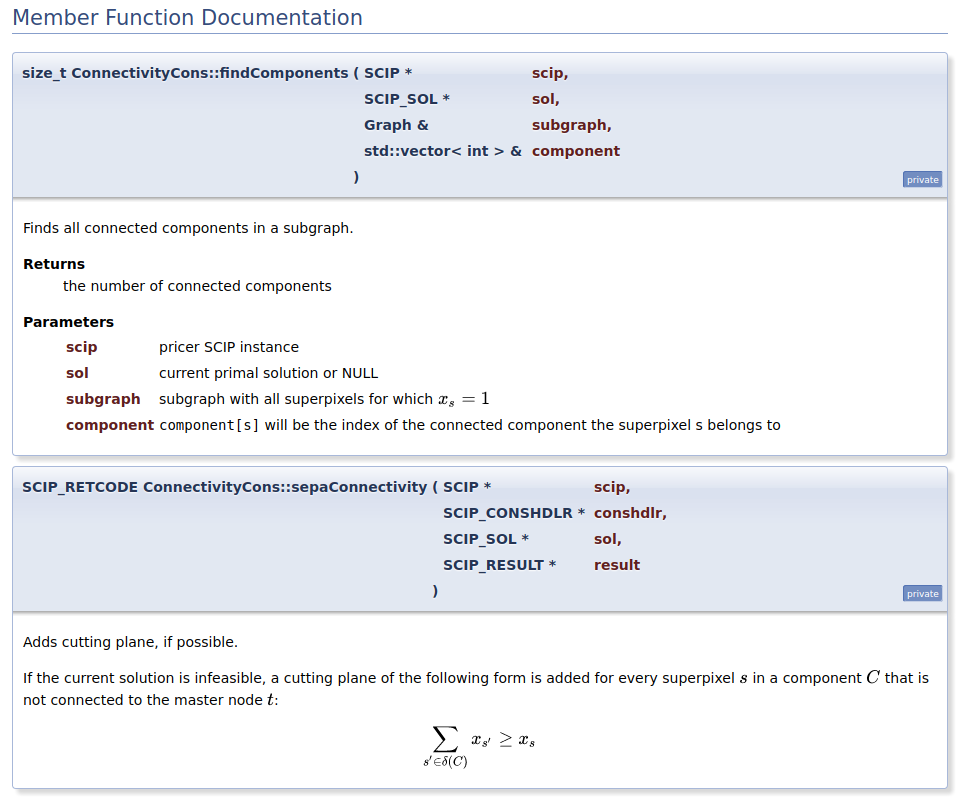 Member Function Documentation
size_t ConnectivityCons::findComponents ( SCIP * scip,
SCIP_SOL * sol,
Graph & subgraph,
std::vector< int > & component
)
private
Finds all connected components in a subgraph.
Returns
the number of connected components
Parameters
scip pricer SCIP instance
sol current primal solution or NULL
subgraph subgraph with all superpixels for which x_s = 1
component component[s] will be the index of the connected component the superpixel s belongs to
SCIP_RETCODE ConnectivityCons::sepaConnectivity ( SCIP * scip,
SCIP_CONSHDLR * conshdlr,
SCIP_SOL * sol,
SCIP_RESULT * result
)
private
Adds cutting plane, if possible.
If the current solution is infeasible, a cutting plane of the following form is added for every superpixel s in a component C that is
not connected to the master node t:
∑_{s′∈δ(C)} x_{s′} ≥ x_s